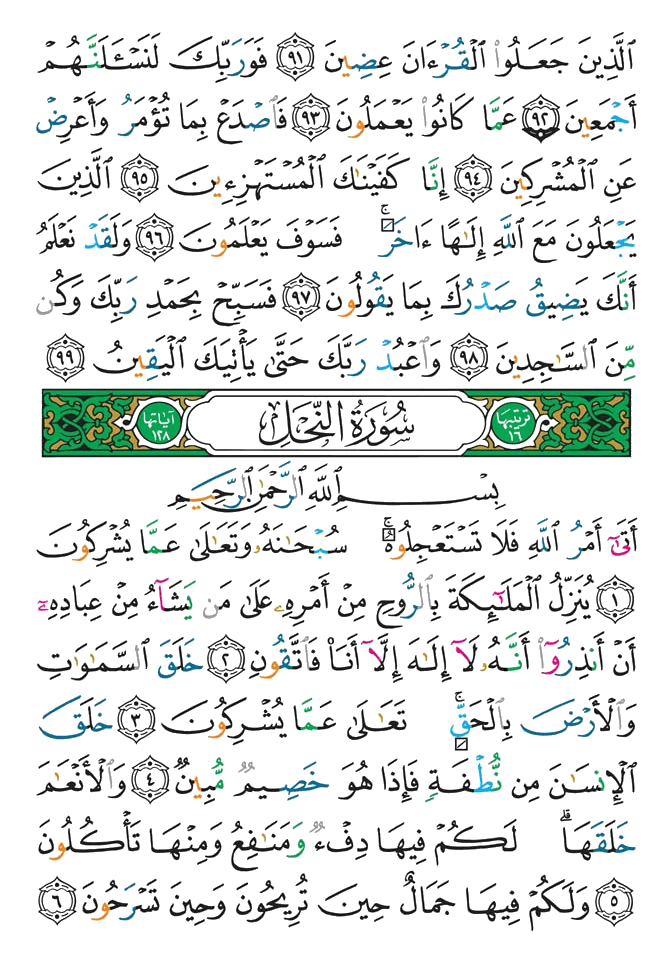 ٱلَّذِينَ جَعَلُوا۟ ٱلْقُرْءَانَ عِضِينَ ٩١ فَوَرَبِّكَ لَنَسْـَٔلَنَّهُمْ
أَجْمَعِينَ ٩٢ عَمَّا كَانُوا۟ يَعْمَلُونَ ٩٣ فَٱصْدَعْ بِمَا تُؤْمَرُ وَأَعْرِضْ
عَنِ ٱلْمُشْرِكِينَ ٩٤ إِنَّا كَفَيْنَٰكَ ٱلْمُسْتَهْزِءِينَ ٩٥ ٱلَّذِينَ
يَجْعَلُونَ مَعَ ٱللَّهِ إِلَٰهًا ءَاخَرَ ۚ فَسَوْفَ يَعْلَمُونَ ٩٦ وَلَقَدْ نَعْلَمُ
أَنَّكَ يَضِيقُ صَدْرُكَ بِمَا يَقُولُونَ ٩٧ فَسَبِّحْ بِحَمْدِ رَبِّكَ وَكُن
مِّنَ ٱلسَّٰجِدِينَ ٩٨ وَٱعْبُدْ رَبَّكَ حَتَّىٰ يَأْتِيَكَ ٱلْيَقِينُ ٩٩
ترتيبها ١٦ سُورَةُ النَّحْلِ آياتها ١٢٨
بِسْمِ ٱللَّهِ ٱلرَّحْمَٰنِ ٱلرَّحِيمِ
أَتَىٰٓ أَمْرُ ٱللَّهِ فَلَا تَسْتَعْجِلُوهُ ۚ سُبْحَٰنَهُۥ وَتَعَٰلَىٰ عَمَّا يُشْرِكُونَ
١ يُنَزِّلُ ٱلْمَلَٰٓئِكَةَ بِٱلرُّوحِ مِنْ أَمْرِهِۦ عَلَىٰ مَن يَشَآءُ مِنْ عِبَادِهِۦٓ
أَنْ أَنذِرُوٓا۟ أَنَّهُۥ لَآ إِلَٰهَ إِلَّآ أَنَا۠ فَٱتَّقُونِ ٢ خَلَقَ ٱلسَّمَٰوَٰتِ
وَٱلْأَرْضَ بِٱلْحَقِّ ۚ تَعَٰلَىٰ عَمَّا يُشْرِكُونَ ٣ خَلَقَ
ٱلْإِنسَٰنَ مِن نُّطْفَةٍ فَإِذَا هُوَ خَصِيمٌ مُّبِينٌ ٤ وَٱلْأَنْعَٰمَ
خَلَقَهَا ۗ لَكُمْ فِيهَا دِفْءٌ وَمَنَٰفِعُ وَمِنْهَا تَأْكُلُونَ
٥ وَلَكُمْ فِيهَا جَمَالٌ حِينَ تُرِيحُونَ وَحِينَ تَسْرَحُونَ ٦